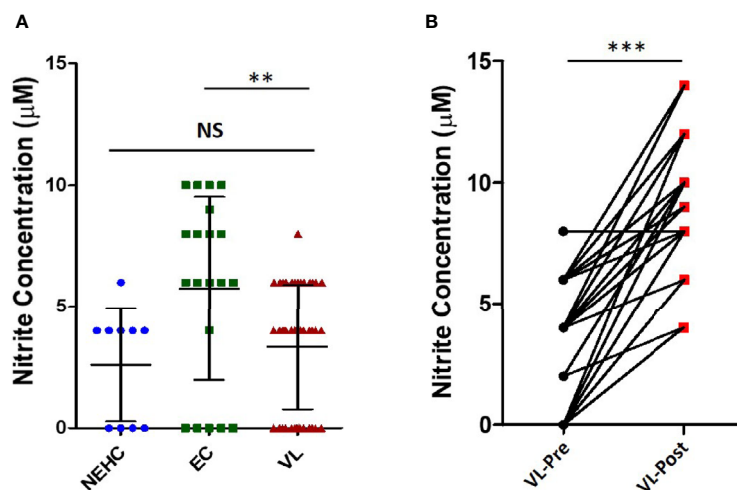 A
Nitrite Concentration (μM)
15
10
5
0
**
NS
NEHC
EC
VL
B
Nitrite Concentration (μM)
15
10
5
0
***
VL-Pre
VL-Post